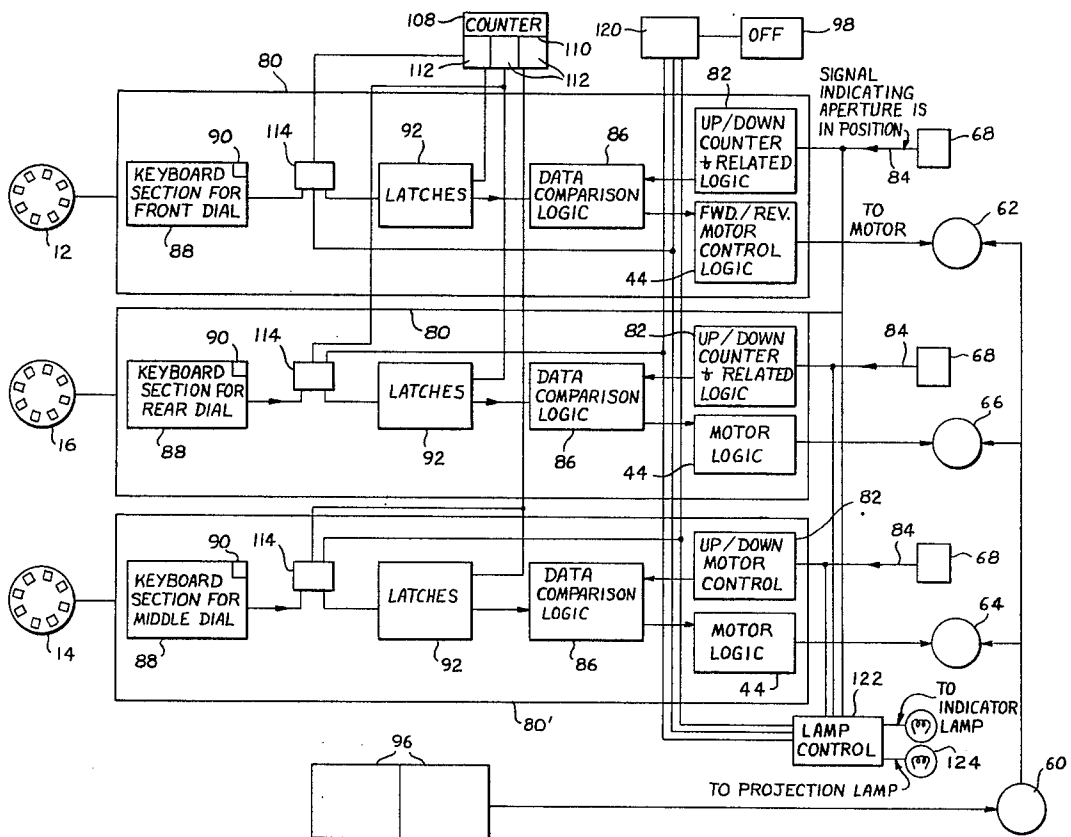 108
COUNTER
110
112
112
120
OFF
98
80
82
SIGNAL
INDICATING
APERTURE IS
IN POSITION
114
92
86
UP/DOWN
COUNTER
& RELATED
LOGIC
68
90
84
KEYBOARD
SECTION FOR
FRONT DIAL
LATCHES
DATA
COMPARISON
LOGIC
FWD./REV.
MOTOR
CONTROL
LOGIC
TO
MOTOR
62
12
88
44
80
82
UP/DOWN
COUNTER
& RELATED
LOGIC
84
68
90
114
KEYBOARD
SECTION FOR
REAR DIAL
LATCHES
DATA
COMPARISON
LOGIC
66
16
88
92
86
MOTOR
LOGIC
44
82
90
114
UP/DOWN
MOTOR
CONTROL
84
68
KEYBOARD
SECTION FOR
MIDDLE DIAL
LATCHES
DATA
COMPARISON
LOGIC
64
14
88
92
86
MOTOR
LOGIC
44
122
TO
INDICATOR
LAMP
80'
LAMP
CONTROL
124
96
TO PROJECTION LAMP
60